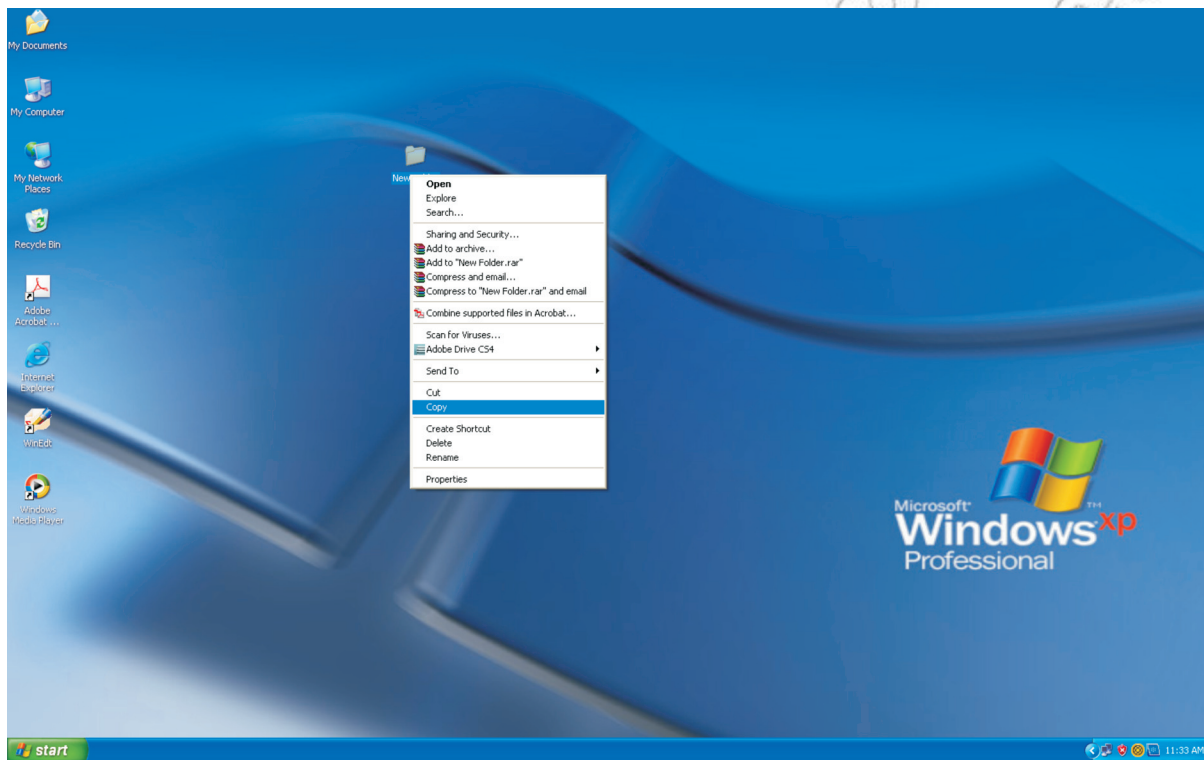 My Documents
My Computer
My Network
Places
Recycle Bin
Adobe
Acrobat ...
Internet
Explorer
WinEdt
Windows
Media Player
New
Open
Explore
Search...
Sharing and Security...
Add to archive...
Add to "New Folder.rar"
Compress and email...
Compress to "New Folder.rar" and email
Combine supported files in Acrobat...
Scan for Viruses...
Adobe Drive CS4
Send To
Cut
Copy
Create Shortcut
Delete
Rename
Properties
Microsoft®
Windows xp TM
Professional
start
11:33 AM